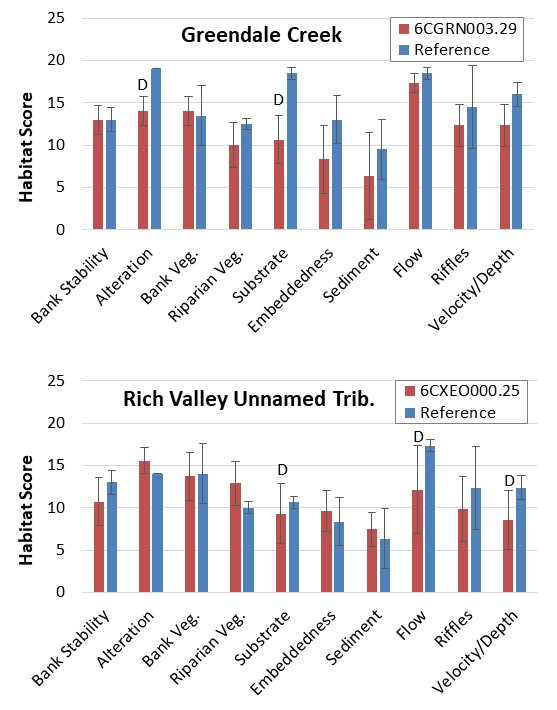 Greendale Creek
6CGRN003.29
Reference
Habitat Score
25
20
15
10
5
0
D
D
Bank Stability
Alteration
Bank Veg.
Riparian Veg.
Substrate
Embeddedness
Sediment
Flow
Riffles
Velocity/Depth
Rich Valley Unnamed Trib.
6CXEO000.25
Reference
Habitat Score
25
20
15
10
5
0
D
D
D
Bank Stability
Alteration
Bank Veg.
Riparian Veg.
Substrate
Embeddedness
Sediment
Flow
Riffles
Velocity/Depth